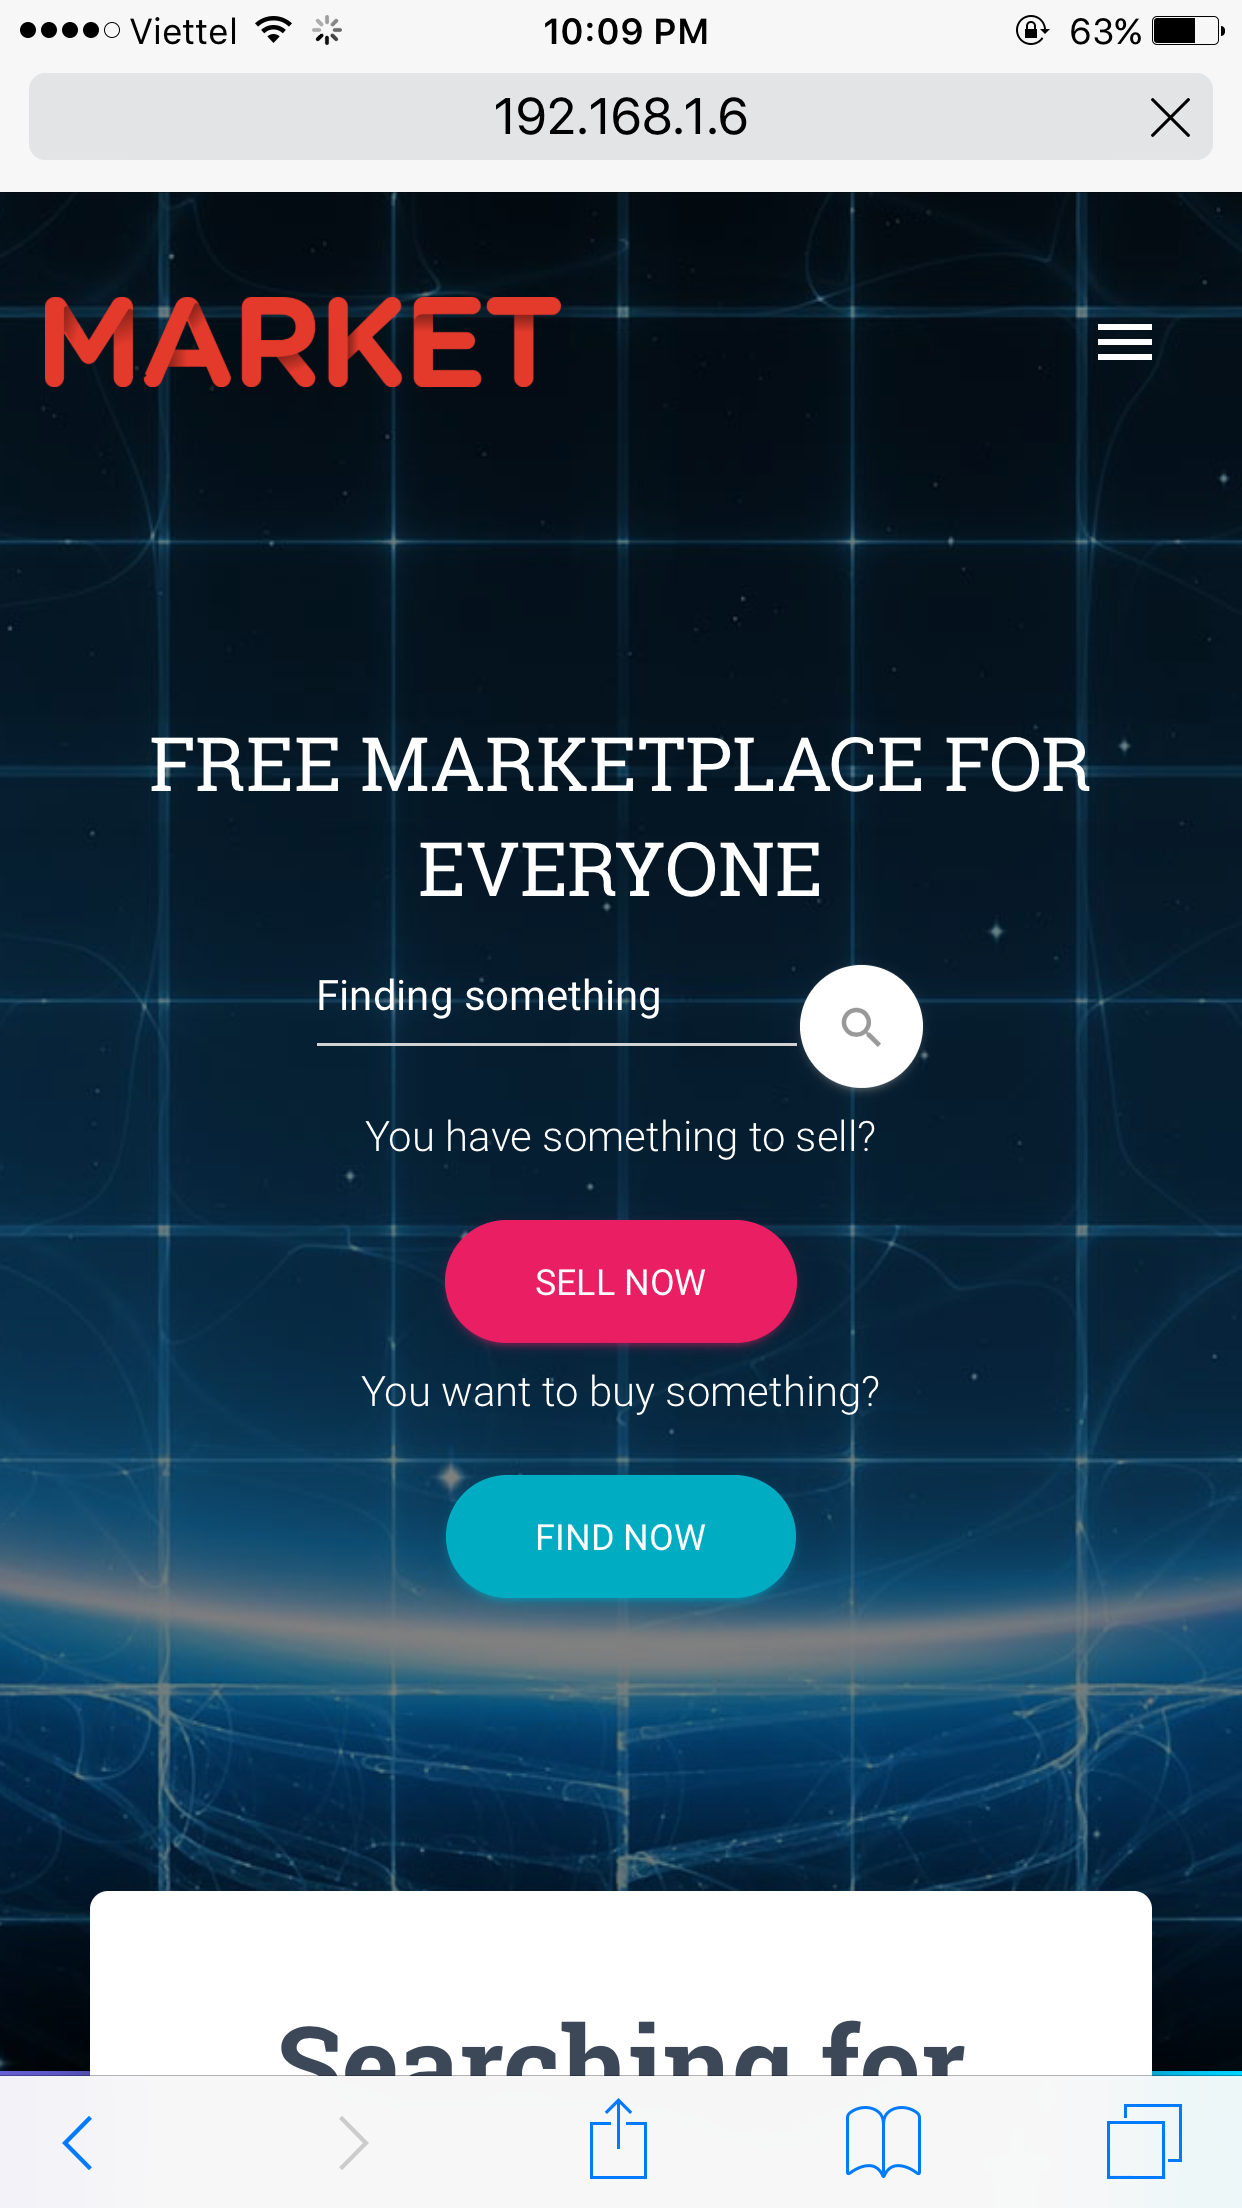 Viettel 10:09 PM 63%
192.168.1.6
MARKET
FREE MARKETPLACE FOR
EVERYONE
Finding something
You have something to sell?
SELL NOW
You want to buy something?
FIND NOW
Searching for